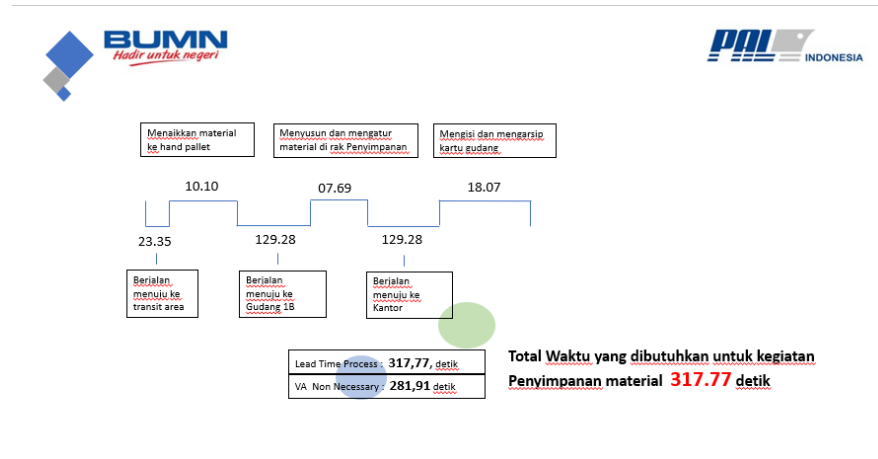 BUMN
Hadir untuk negeri
PAL INDONESIA
Menaikkan material
ke hand pallet
Menyusun dan mengatur
material di rak Penyimpanan
Mengisi dan mengarsip
kartu gudang
10.10
07.69
18.07
23.35
129.28
129.28
Berjalan
menuju ke
transit area
Berjalan
menuju ke
Gudang 1B
Berjalan
menuju ke
Kantor
Lead Time Process : 317,77, detik
VA Non Necessary : 281,91 detik
Total Waktu yang dibutuhkan untuk kegiatan
Penyimpanan material 317.77 detik